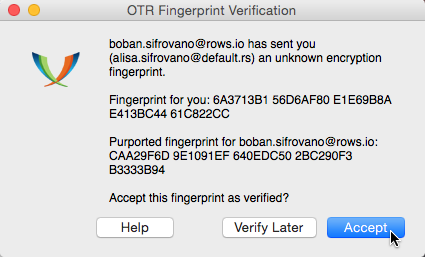 OTR Fingerprint Verification
boban.sifrovano@rows.io has sent you
(alisa.sifrovano@default.rs) an unknown encryption
fingerprint.
Fingerprint for you: 6A3713B1 56D6AF80 E1E69B8A
E413BC44 61C822CC
Purported fingerprint for boban.sifrovano@rows.io:
CAA29F6D 9E1091EF 640EDC50 2BC290F3
B3333B94
Accept this fingerprint as verified?
Help
Verify Later
Accept